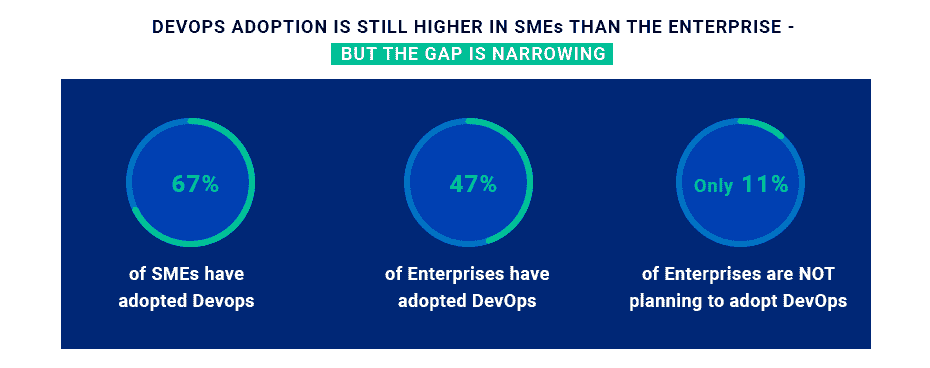 DEVOPS ADOPTION IS STILL HIGHER IN SMEs THAN THE ENTERPRISE -
BUT THE GAP IS NARROWING
67%
of SMEs have
adopted Devops
47%
of Enterprises have
adopted DevOps
Only 11%
of Enterprises are NOT
planning to adopt DevOps